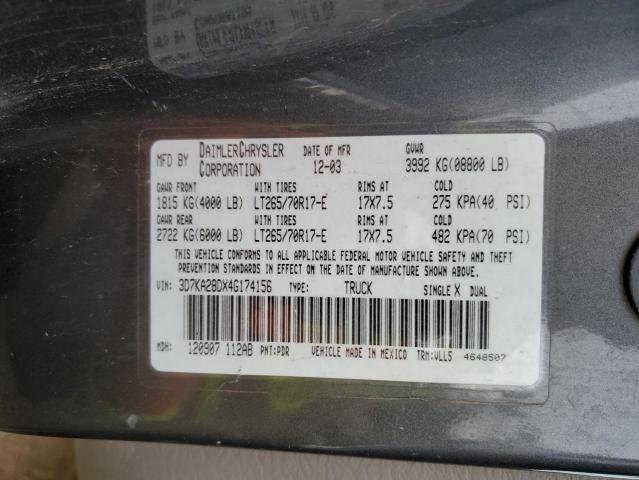 MFD BY DAIMLERCHRYSLER CORPORATION DATE OF MFR 12-03 GVWR 3992 KG(08800 LB)
GAWR FRONT WITH TIRES RIMS AT COLD
1815 KG(4000 LB) LT265/70R17-E 17X7.5 275 KPA(40 PSI)
GAWR REAR WITH TIRES RIMS AT COLD
2722 KG(6000 LB) LT265/70R17-E 17X7.5 482 KPA(70 PSI)
THIS VEHICLE CONFORMS TO ALL APPLICABLE FEDERAL MOTOR VEHICLE SAFETY AND THEFT
PREVENTION STANDARDS IN EFFECT ON THE DATE OF MANUFACTURE SHOWN ABOVE.
VIN: 3D7KA28DX4G174156 TYPE: TRUCK SINGLE X DUAL
MDH: 120907 112AB PNT:PDR VEHICLE MADE IN MEXICO TRM:VLL5 4648502